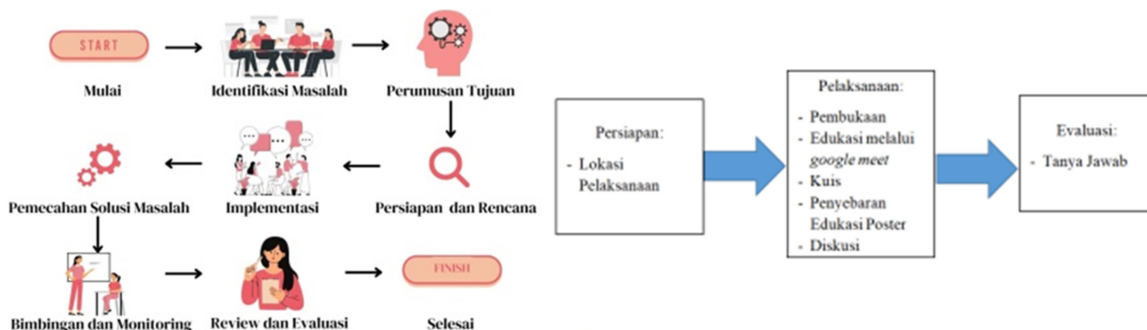 START
Mulai
Identifikasi Masalah
Perumusan Tujuan
Pemecahan Solusi Masalah
Implementasi
Persiapan dan Rencana
Bimbingan dan Monitoring
Review dan Evaluasi
FINISH
Selesai
Persiapan:
- Lokasi
Pelaksanaan
Pelaksanaan:
- Pembukaan
- Edukasi melalui
google meet
- Kuis
- Penyebaran
Edukasi Poster
- Diskusi
Evaluasi:
- Tanya Jawab